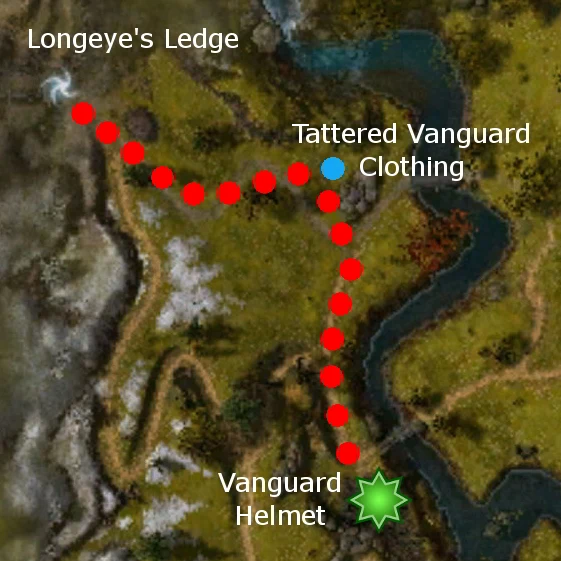 Longeye's Ledge
Tattered Vanguard
Clothing
Vanguard
Helmet